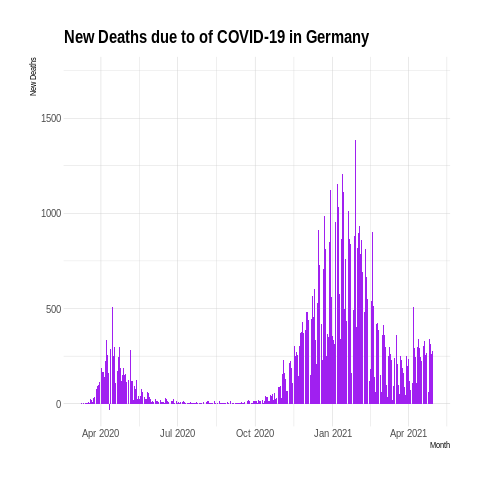 New Deaths due to of COVID-19 in Germany
New Deaths
1500
1000
500
0
Apr 2020 Jul 2020 Oct 2020 Jan 2021 Apr 2021
Month